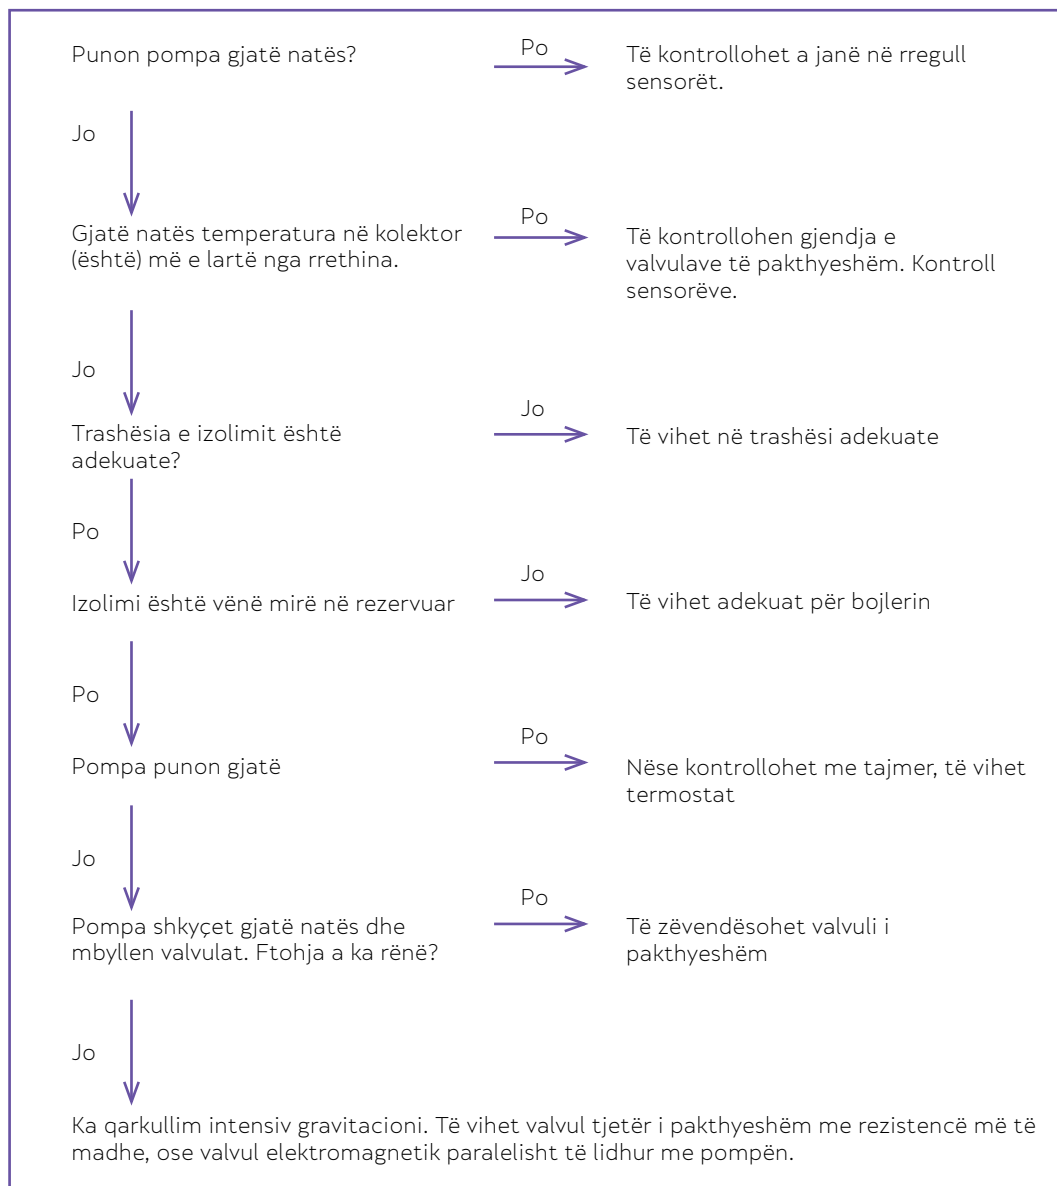 Punon pompa gjatë natës?
Po
Të kontrollohet a janë në rregull
sensorët.
Jo
Gjatë natës temperatura në kolektor
(është) më e lartë nga rrethina.
Po
Të kontrollohen gjendja e
valvulave të pakthyeshëm. Kontroll
sensorëve.
Jo
Trashësia e izolimit është
adekuate?
Jo
Të vihet në trashësi adekuate
Po
Izolimi është vënë mirë në rezervuar
Jo
Të vihet adekuat për bojlerin
Po
Pompa punon gjatë
Po
Nëse kontrollohet me tajmer, të vihet
termostat
Jo
Pompa shkyçet gjatë natës dhe
mbyllen valvulat. Ftohja a ka rënë?
Po
Të zëvendësohet valvuli i
pakthyeshëm
Jo
Ka qarkullim intensiv gravitacioni. Të vihet valvul tjetër i pakthyeshëm me rezistencë më të
madhe, ose valvul elektromagnetik paralelisht të lidhur me pompën.